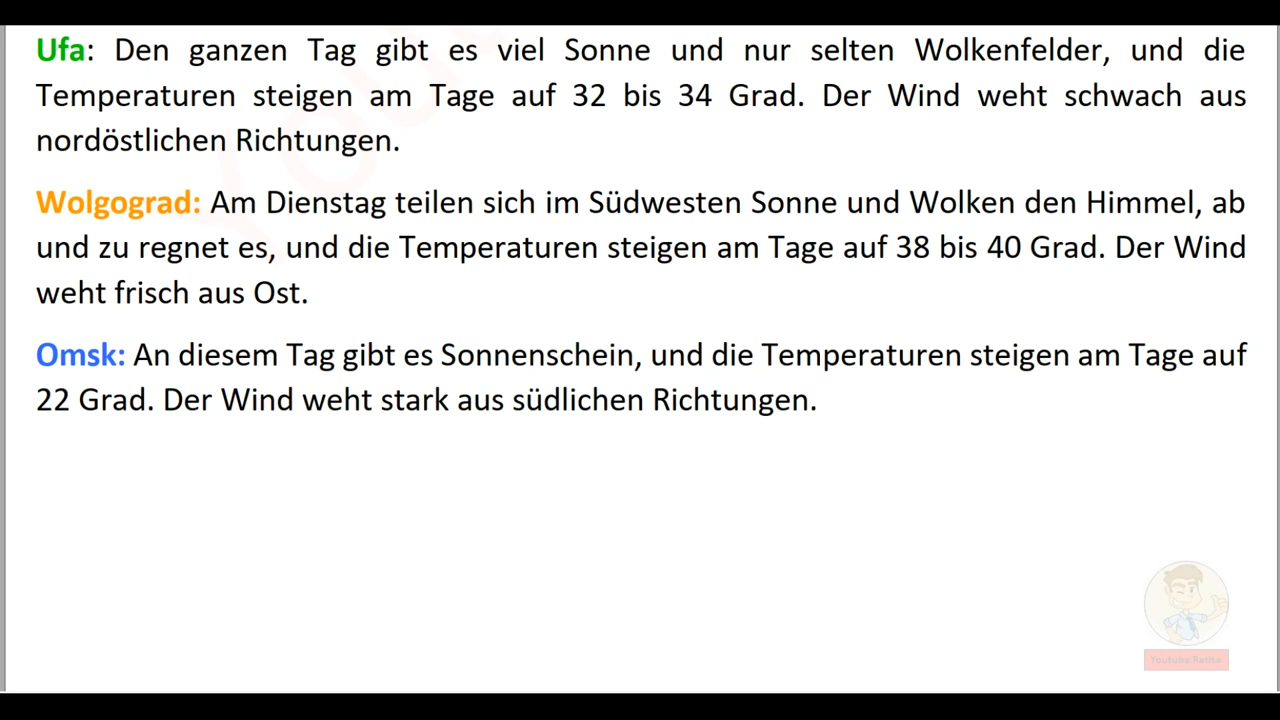 Ufa: Den ganzen Tag gibt es viel Sonne und nur selten Wolkenfelder, und die
Temperaturen steigen am Tage auf 32 bis 34 Grad. Der Wind weht schwach aus
nordöstlichen Richtungen.
Wolgograd: Am Dienstag teilen sich im Südwesten Sonne und Wolken den Himmel, ab
und zu regnet es, und die Temperaturen steigen am Tage auf 38 bis 40 Grad. Der Wind
weht frisch aus Ost.
Omsk: An diesem Tag gibt es Sonnenschein, und die Temperaturen steigen am Tage auf
22 Grad. Der Wind weht stark aus südlichen Richtungen.